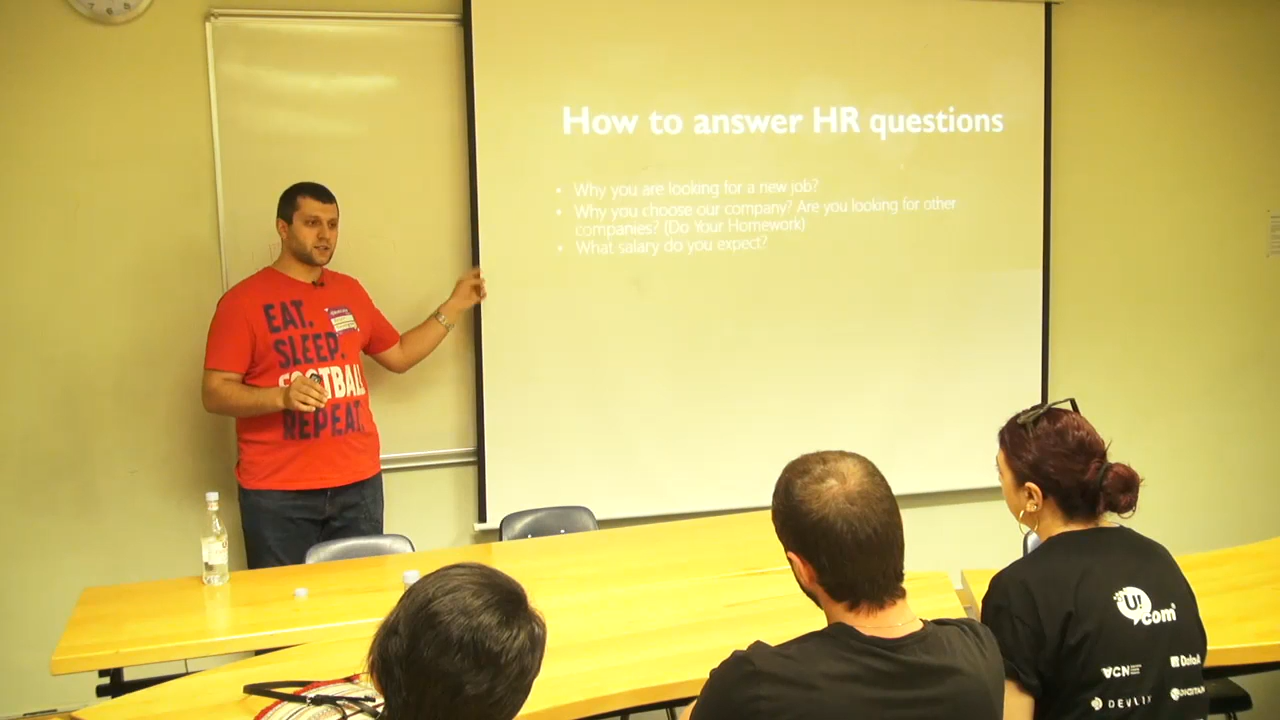 How to answer HR questions
• Why you are looking for a new job?
• Why you choose our company? Are you looking for other
companies? (Do Your Homework)
• What salary do you expect?
EAT.
SLEEP.
FOOTBALL
REPEAT.
U!
com
VCN